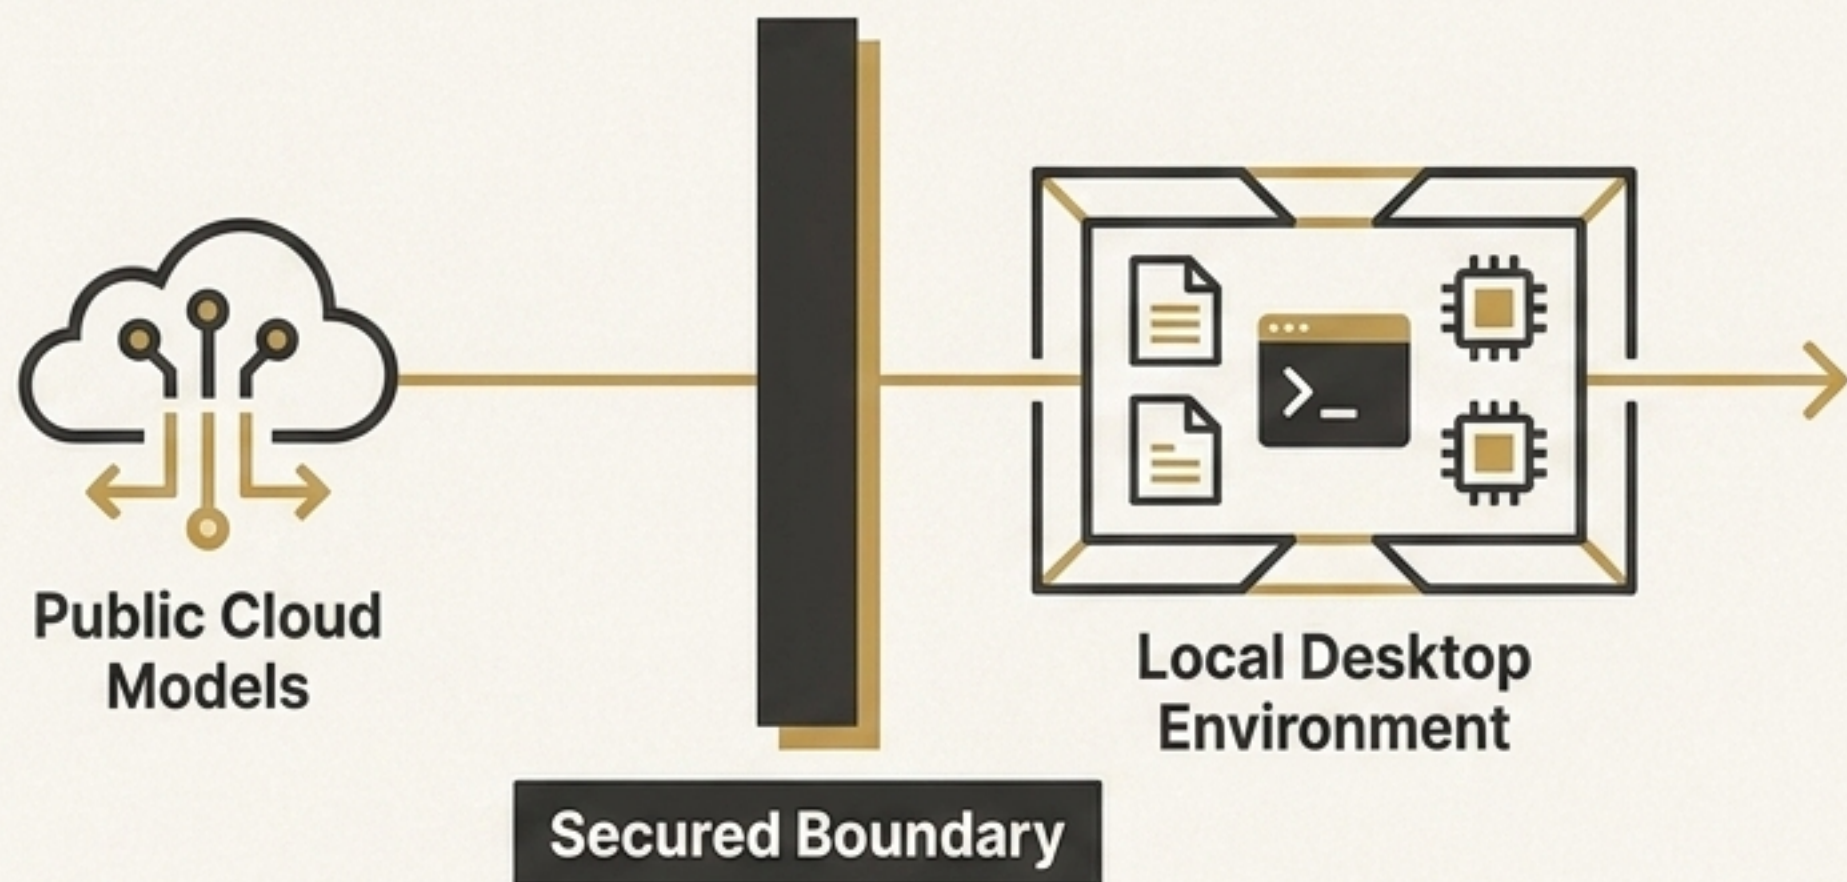 Public Cloud
Models
Secured Boundary
Local Desktop
Environment